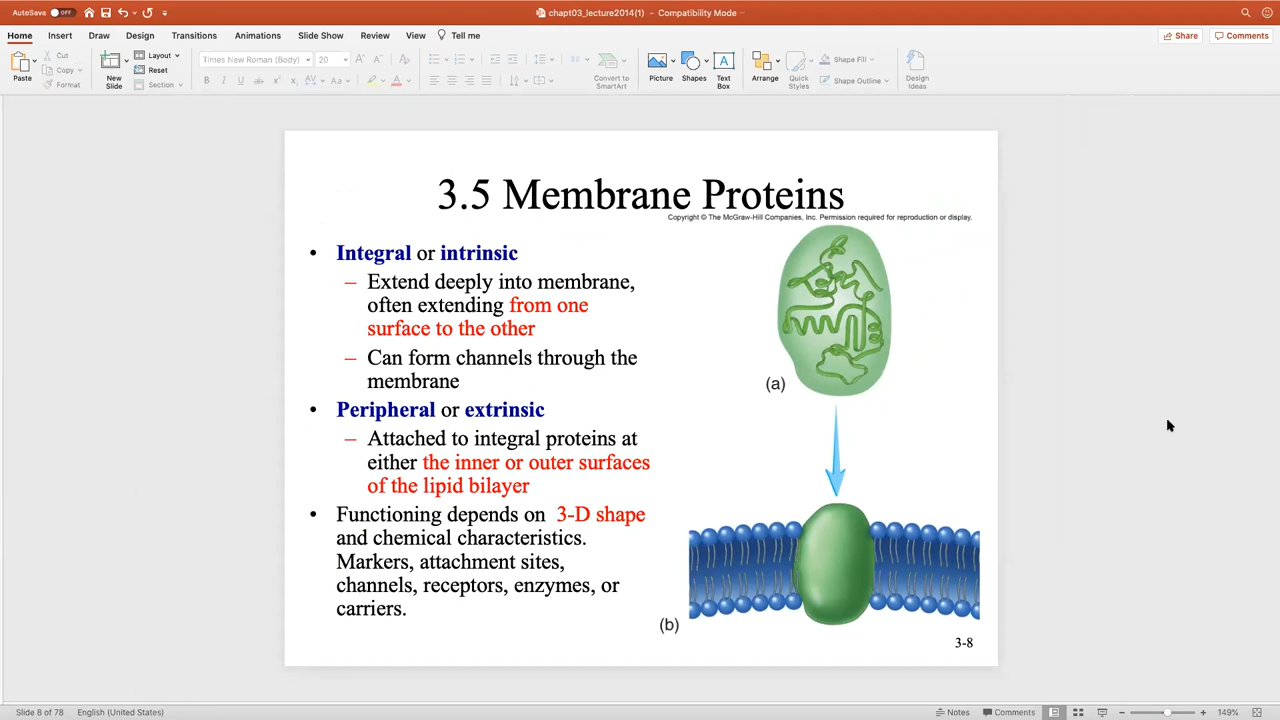 AutoSave OFF
chapt03_lecture2014(1) - Compatibility Mode
Home Insert Draw Design Transitions Animations Slide Show Review View Tell me
Share Comments
Paste
Cut
Copy
Format
New Slide
Layout
Reset
Section
Times New Roman (Body) 20
Convert to SmartArt
Picture Shapes Text Box
Arrange Quick Styles
Shape Fill
Shape Outline
Design Ideas
3.5 Membrane Proteins
Copyright © The McGraw-Hill Companies, Inc. Permission required for reproduction or display.
• Integral or intrinsic
– Extend deeply into membrane,
often extending from one
surface to the other
– Can form channels through the
membrane
• Peripheral or extrinsic
– Attached to integral proteins at
either the inner or outer surfaces
of the lipid bilayer
• Functioning depends on 3-D shape
and chemical characteristics.
Markers, attachment sites,
channels, receptors, enzymes, or
carriers.
(a)
(b)
3-8
Slide 8 of 78 English (United States) Notes Comments 149%